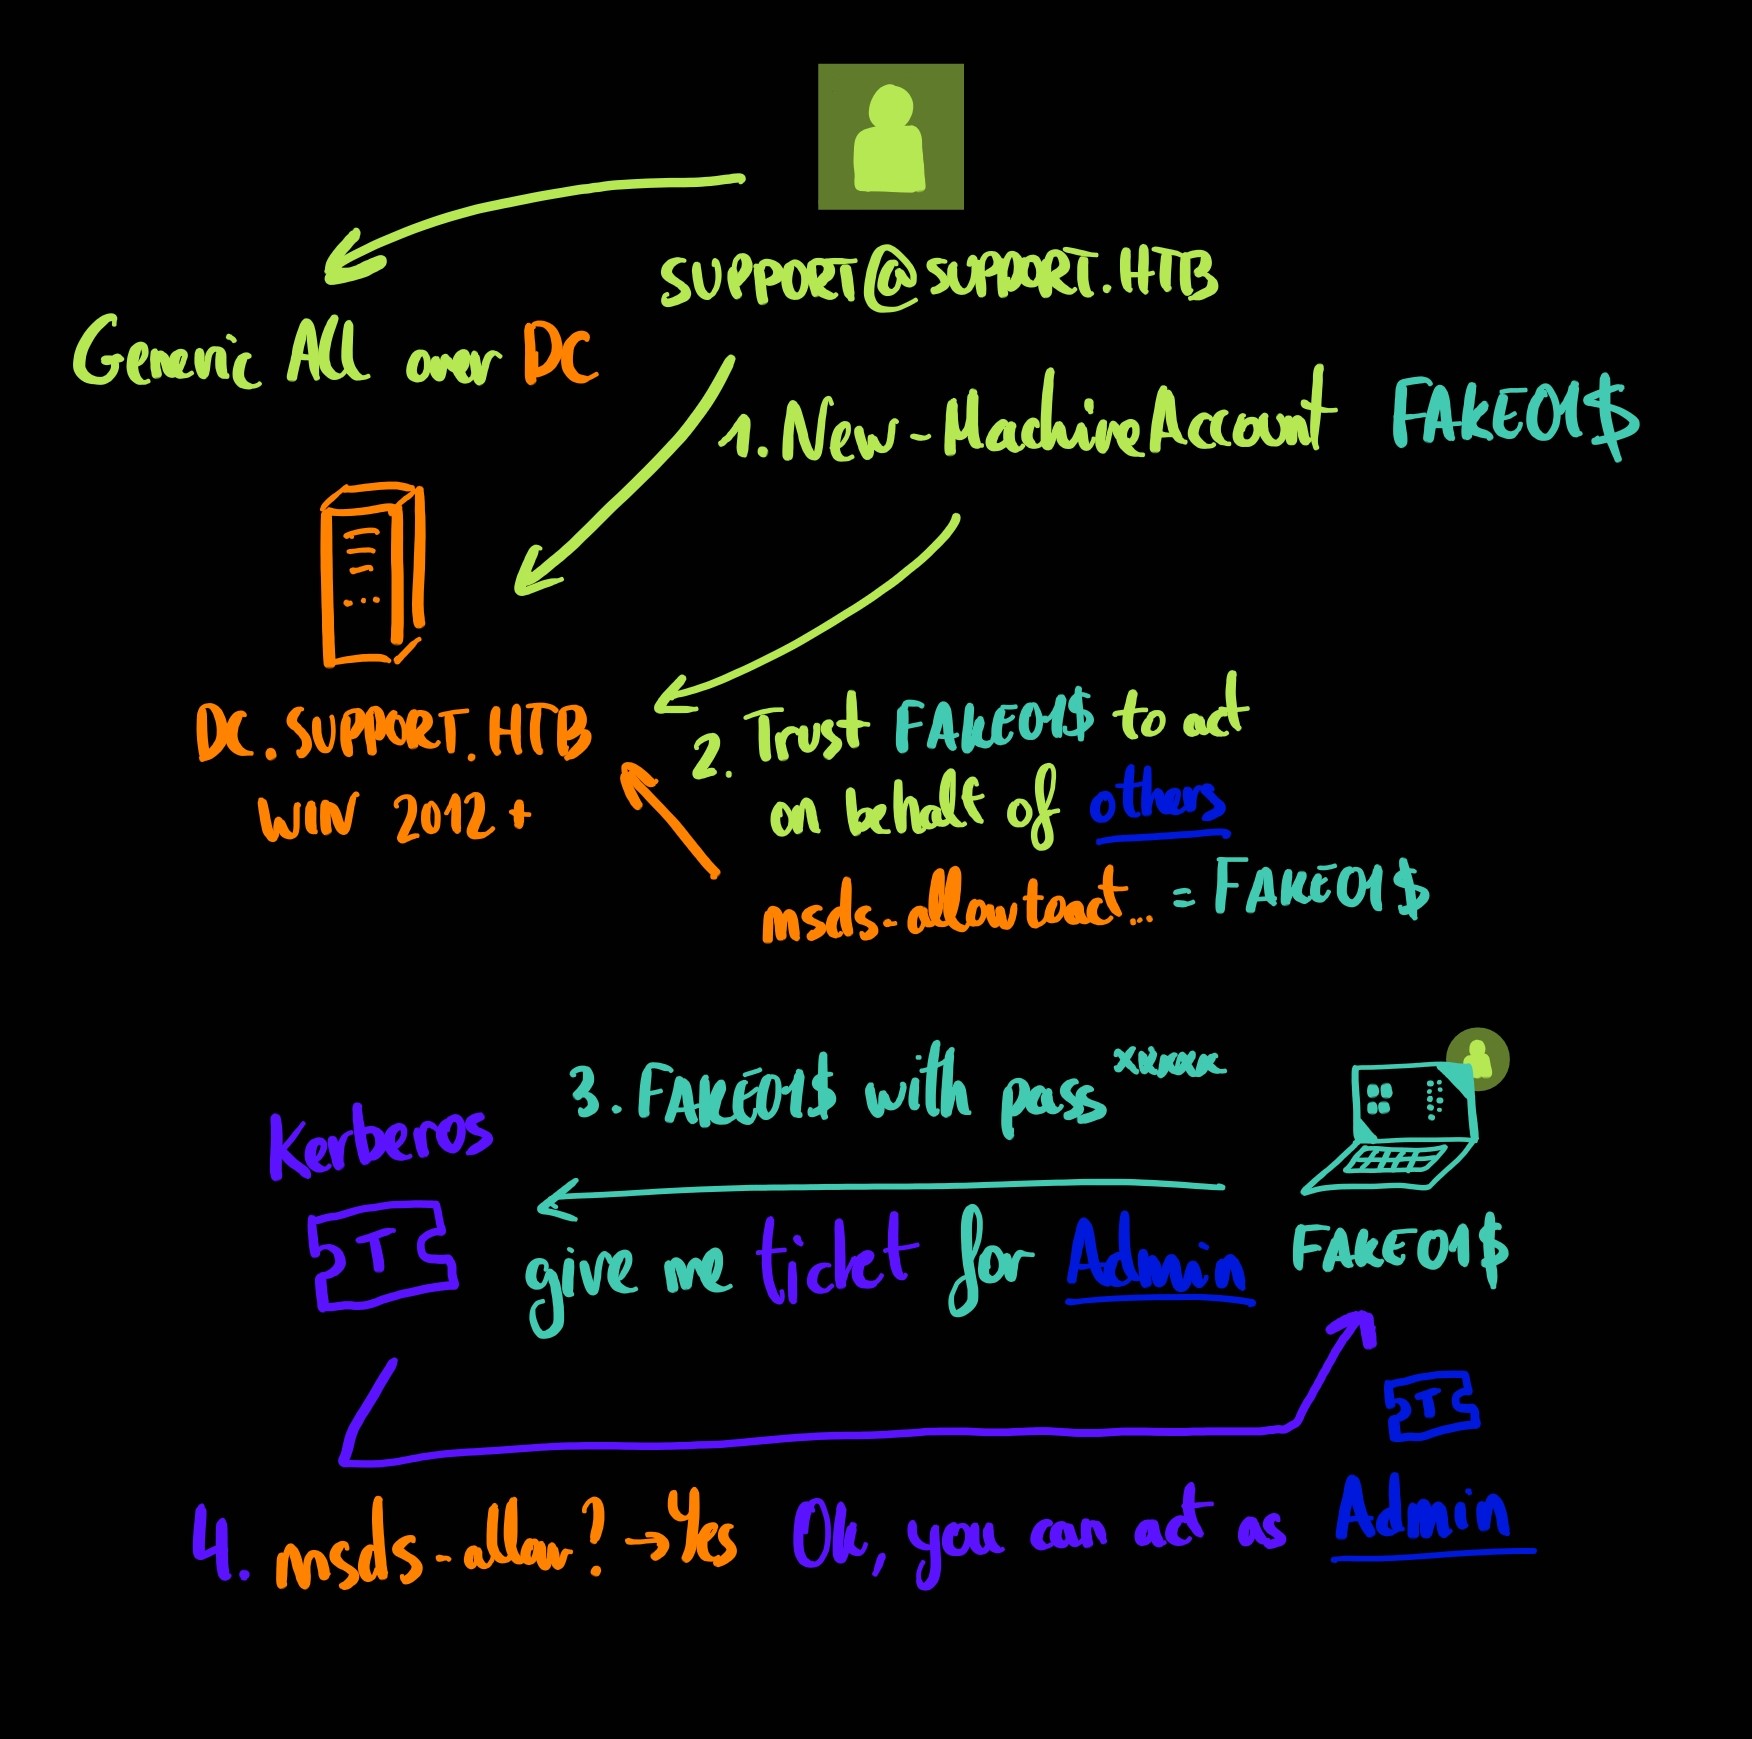 SUPPORT@SUPPORT.HTB
Generic All over DC
1. New-MachineAccount FAKE01$
DC.SUPPORT.HTB
WIN 2012+
2. Trust FAKE01$ to act
on behalf of others
msds-allowtoact... = FAKE01$
3. FAKE01$ with pass xxxxx
Kerberos
T
give me ticket for Admin
FAKE01$
T
4. msds-allow? → Yes Ok, you can act as Admin